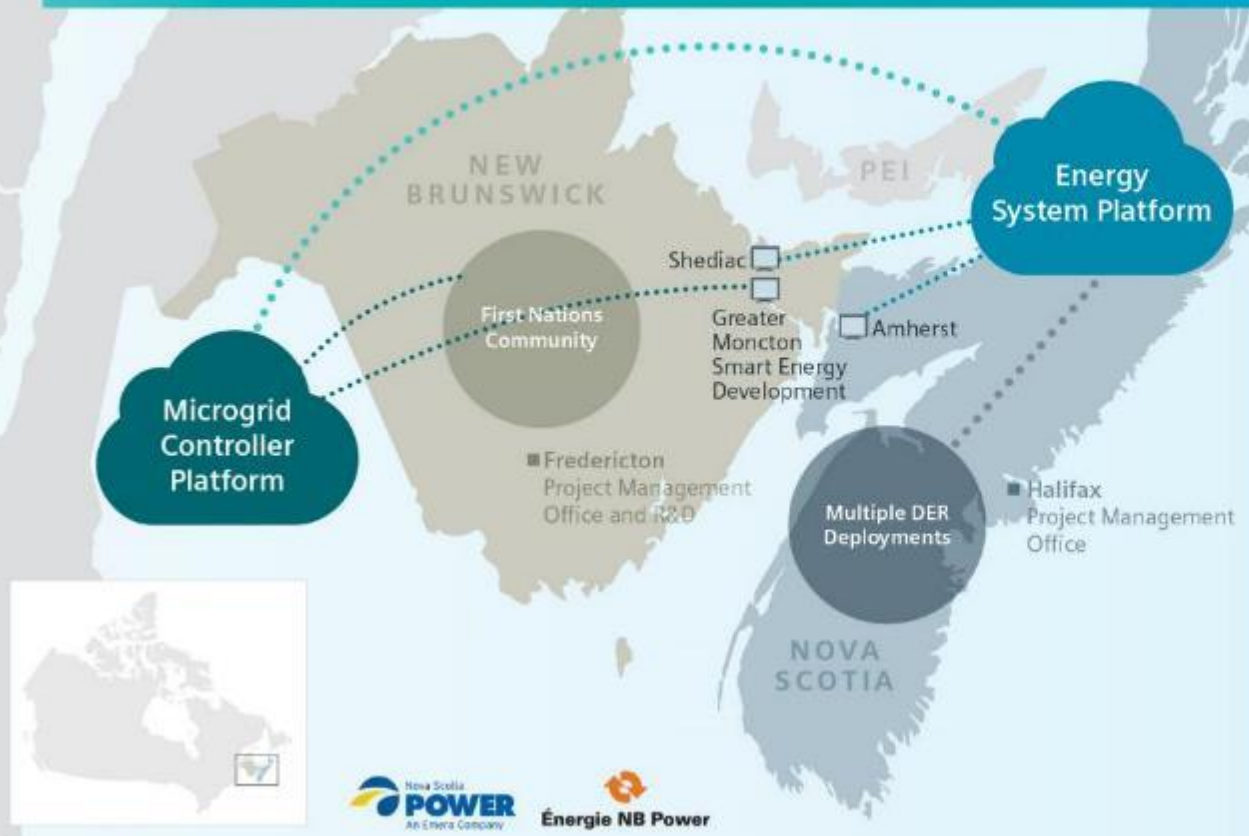 NEW
BRUNSWICK
PEI
Energy
System Platform
Shediac
First Nations
Community
Greater
Moncton
Smart Energy
Development
Amherst
Microgrid
Controller
Platform
Fredericton
Project Management
Office and R&D
Multiple DER
Deployments
Halifax
Project Management
Office
NOVA
SCOTIA
Nova Scotia
POWER
An Emera Company
Énergie NB Power